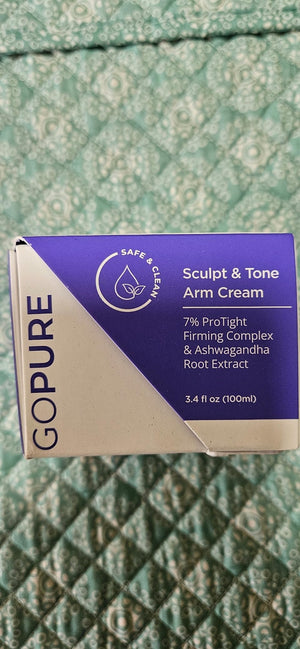 GOPURE
SAFE & CLEAN
Sculpt & Tone
Arm Cream
7% ProTight
Firming Complex
& Ashwagandha
Root Extract
3.4 fl oz (100ml)